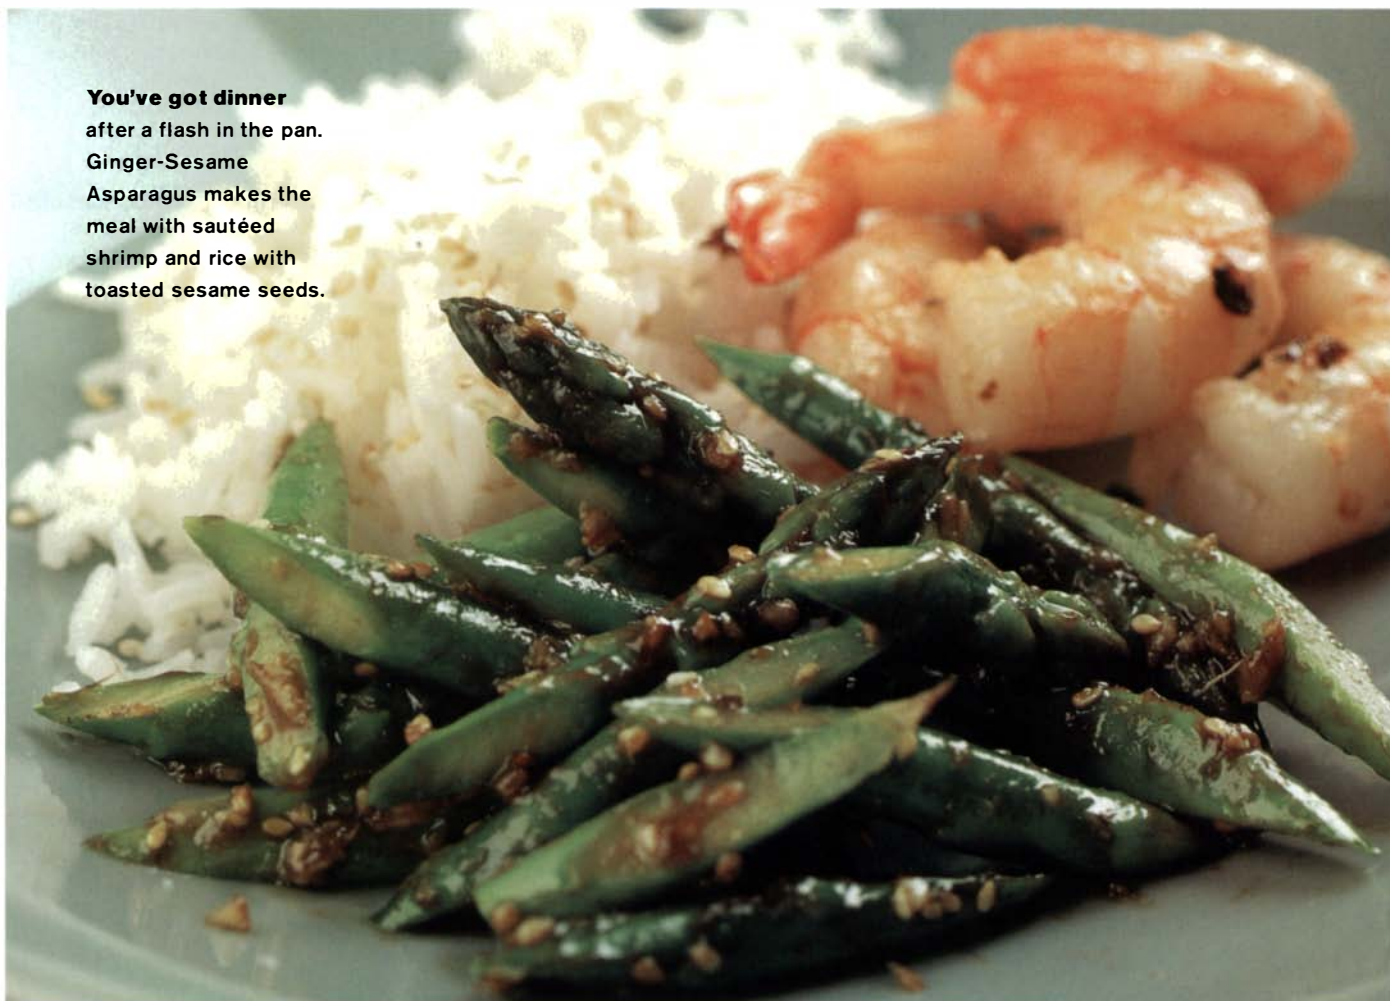 You've got dinner
after a flash in the pan.
Ginger-Sesame
Asparagus makes the
meal with sautéed
shrimp and rice with
toasted sesame seeds.